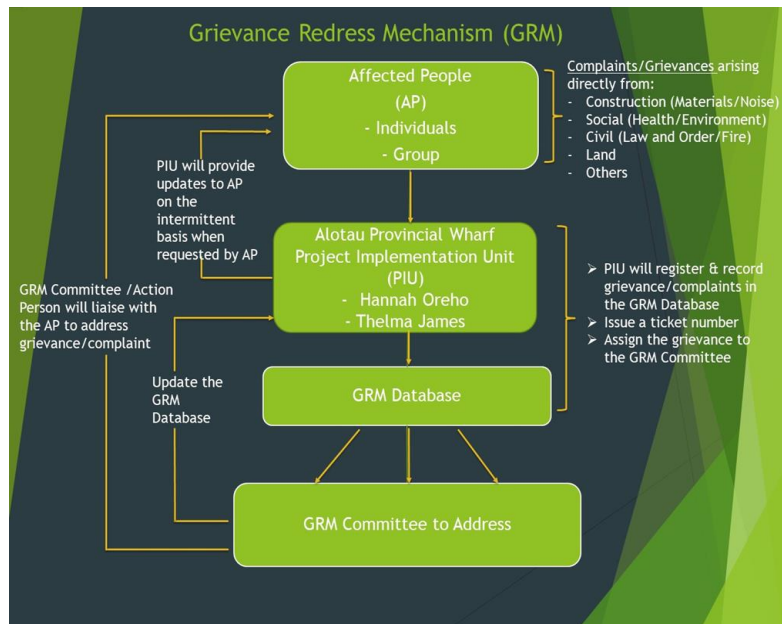 Grievance Redress Mechanism (GRM)
Affected People
(AP)
- Individuals
- Group
Complaints/Grievances arising
directly from:
- Construction (Materials/Noise)
- Social (Health/Environment)
- Civil (Law and Order/Fire)
- Land
- Others
PIU will provide
updates to AP
on the
intermittent
basis when
requested by AP
Alotau Provincial Wharf
Project Implementation Unit
(PIU)
- Hannah Oreho
- Thelma James
➢ PIU will register & record
grievance/complaints in
the GRM Database
➢ Issue a ticket number
➢ Assign the grievance to
the GRM Committee
GRM Committee /Action
Person will liaise with
the AP to address
grievance/complaint
Update the
GRM
Database
GRM Database
GRM Committee to Address